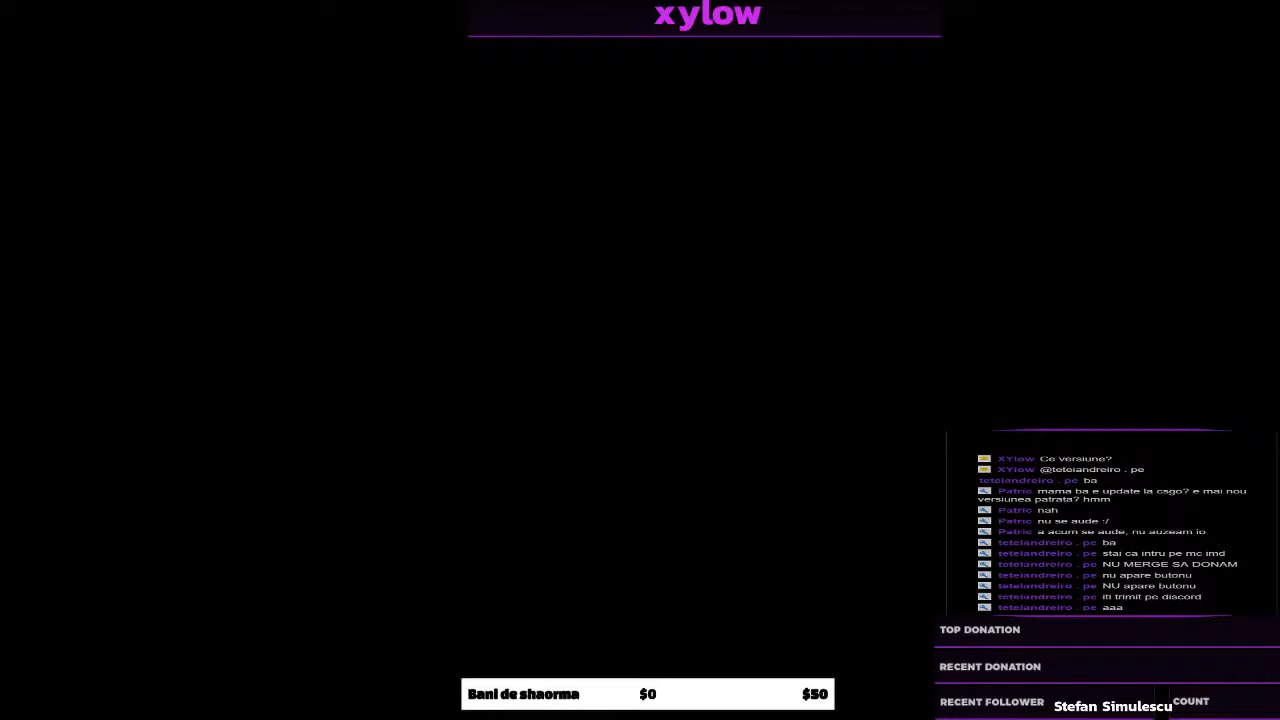 xylow
XYlow Ce versiune?
XYlow @teteiandreiro . pe
teteiandreiro . pe ba
Patric mama ba e update la csgo? e mai nou
versiunea patrata? hmm
Patric nah
Patric nu se aude :/
Patric a acum se aude, nu auzeam io
teteiandreiro . pe ba
teteiandreiro . pe stai ca intru pe mc imd
teteiandreiro . pe NU MERGE SA DONAM
teteiandreiro . pe nu apare butonu
teteiandreiro . pe NU apare butonu
teteiandreiro . pe iti trimit pe discord
teteiandreiro . pe aaa
TOP DONATION
RECENT DONATION
RECENT FOLLOWER Stefan Simulescu COUNT
Bani de shaorma $0 $50